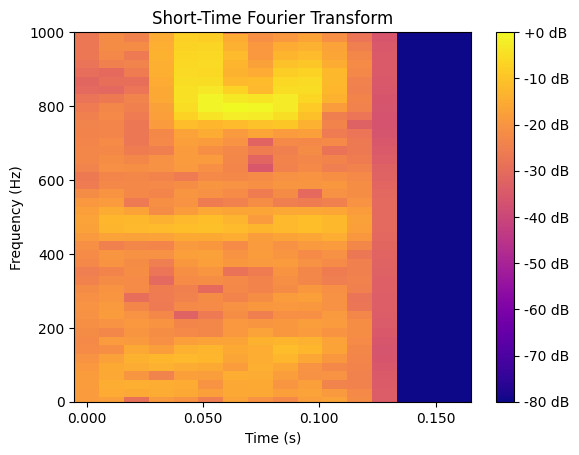 Short-Time Fourier Transform
1000
800
600
400
200
0
Frequency (Hz)
0.000
0.050
0.100
0.150
Time (s)
+0 dB
-10 dB
-20 dB
-30 dB
-40 dB
-50 dB
-60 dB
-70 dB
-80 dB